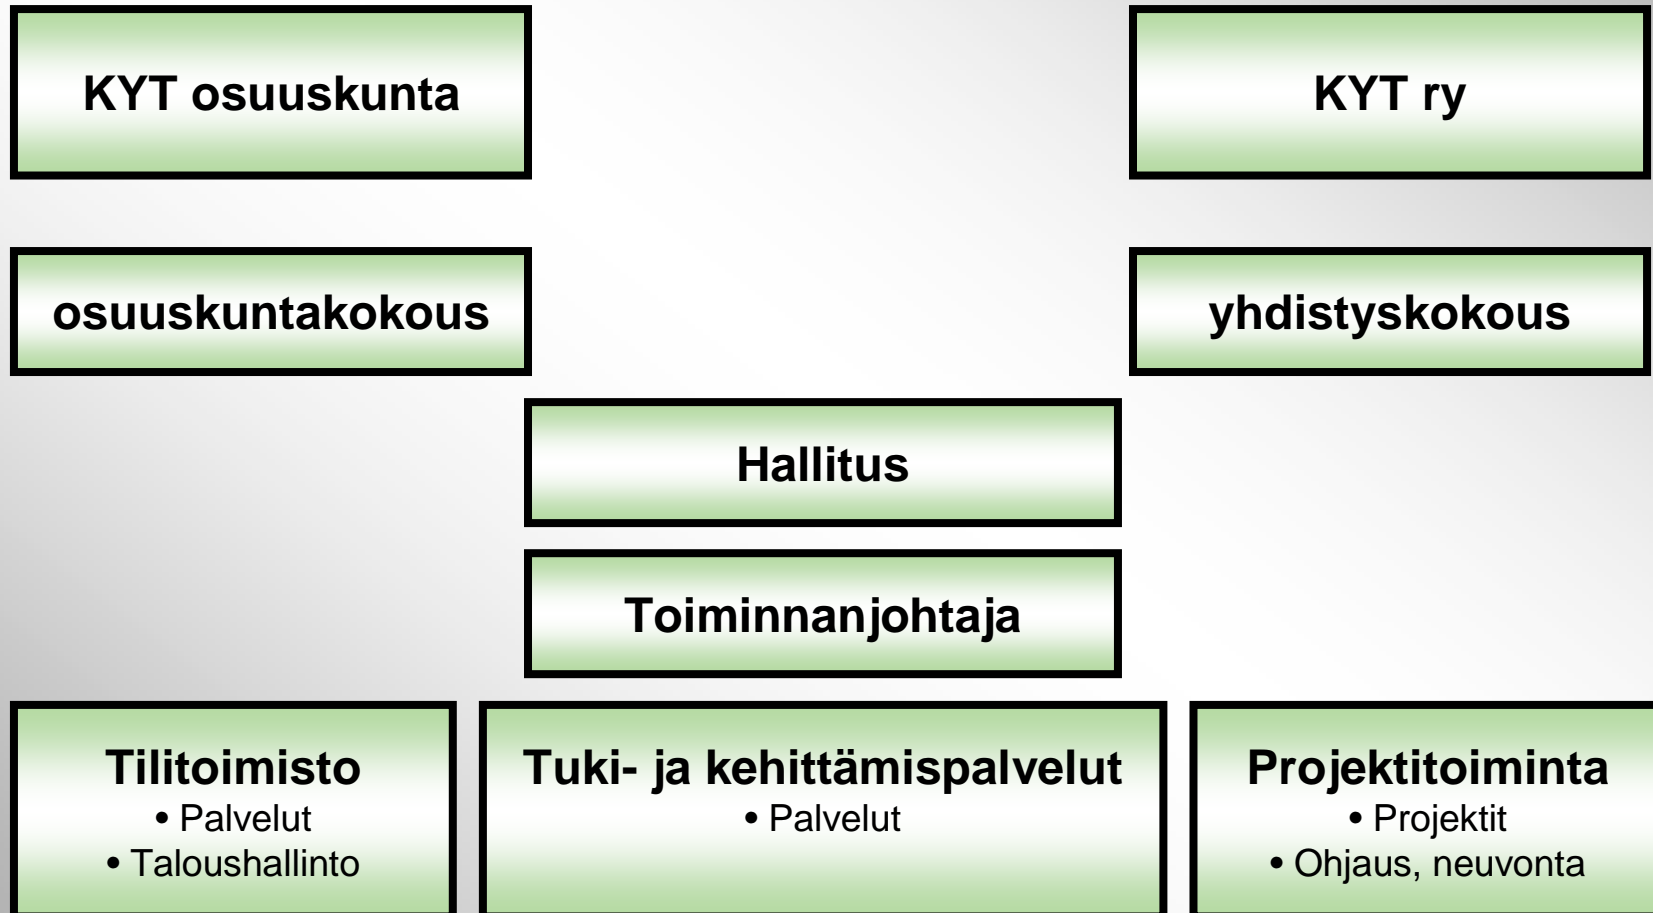 KYT osuuskunta
KYT ry
osuuskuntakokous
yhdistyskokous
Hallitus
Toiminnanjohtaja
Tilitoimisto
• Palvelut
• Taloushallinto
Tuki- ja kehittämispalvelut
• Palvelut
Projektitoiminta
• Projektit
• Ohjaus, neuvonta